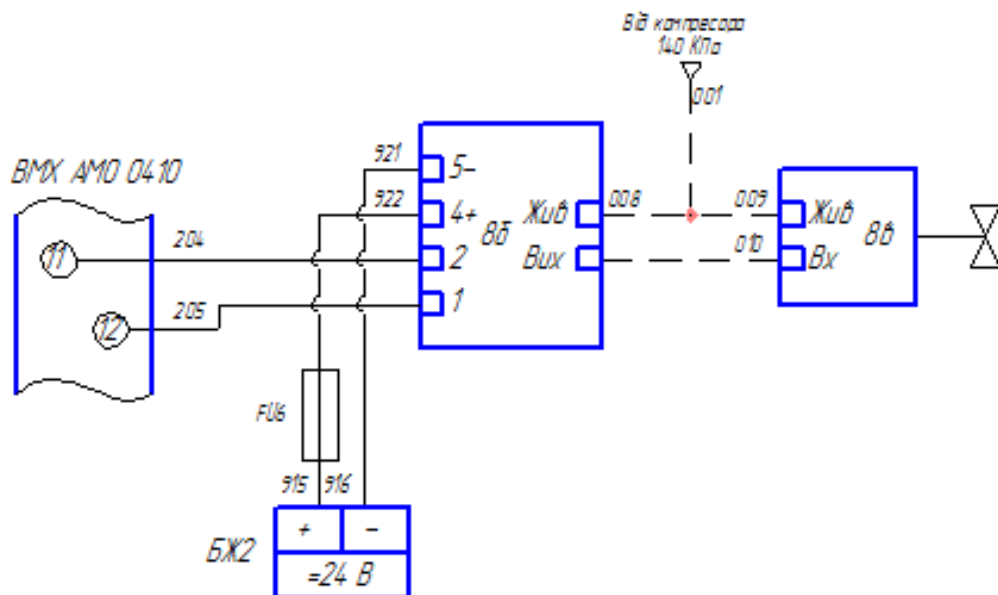 Від компресора
140 КПа
001
ВМХ АМО 0410
921
5-
922
4+
8б
Жив
008
009
Жив
8в
11
204
2
Вих
010
Вх
205
12
1
FU6
915
916
БЖ2
+
-
=24 В